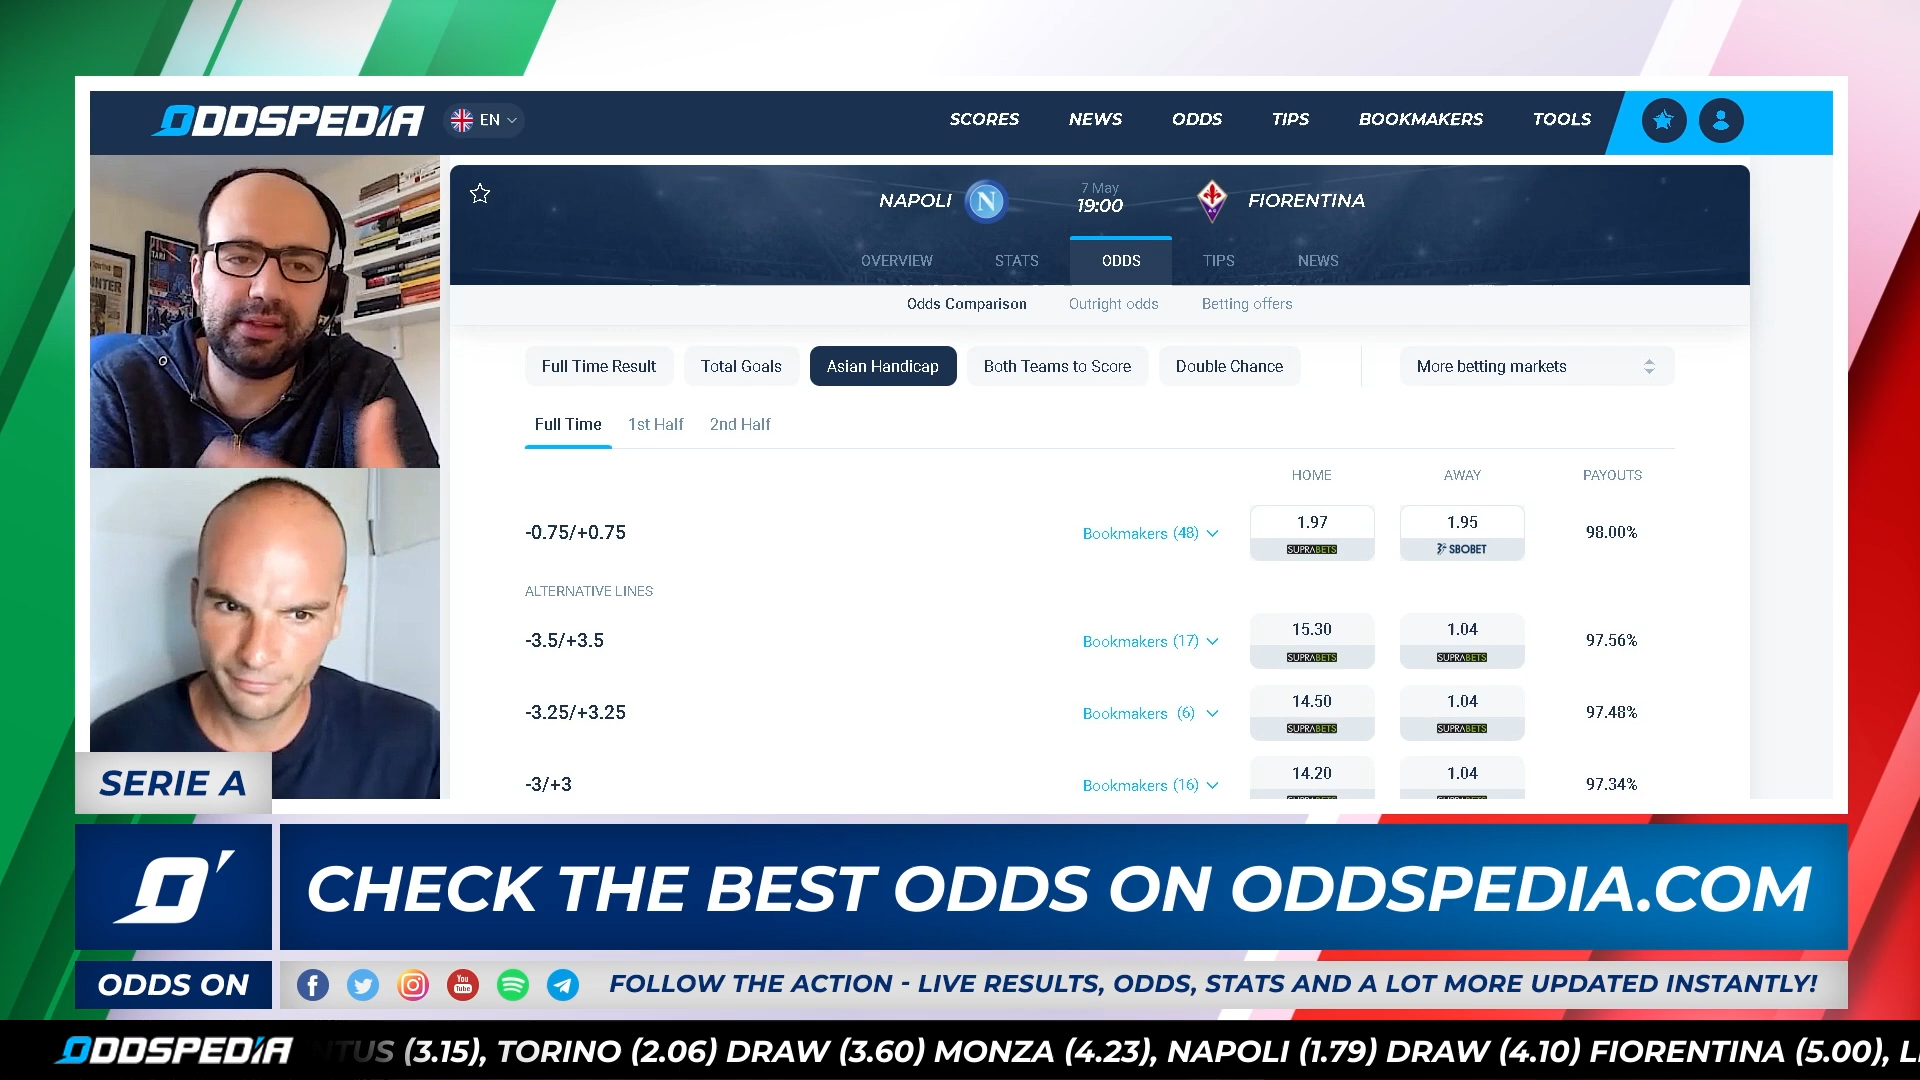 ODDSPEDIA
EN
SCORES NEWS ODDS TIPS BOOKMAKERS TOOLS
NAPOLI
N
7 May
19:00
FIORENTINA
OVERVIEW STATS ODDS TIPS NEWS
Odds Comparison Outright odds Betting offers
Full Time Result Total Goals Asian Handicap Both Teams to Score Double Chance More betting markets
Full Time 1st Half 2nd Half
HOME AWAY PAYOUTS
-0.75/+0.75 Bookmakers (48) 1.97 1.95 98.00%
SUPRABETS SBOBET
ALTERNATIVE LINES
-3.5/+3.5 Bookmakers (17) 15.30 1.04 97.56%
SUPRABETS SUPRABETS
-3.25/+3.25 Bookmakers (6) 14.50 1.04 97.48%
SUPRABETS SUPRABETS
-3/+3 Bookmakers (16) 14.20 1.04 97.34%
SERIE A
CHECK THE BEST ODDS ON ODDSPEDIA.COM
ODDS ON
You Tube
FOLLOW THE ACTION - LIVE RESULTS, ODDS, STATS AND A LOT MORE UPDATED INSTANTLY!
ODDSPEDIA
(3.15), TORINO (2.06) DRAW (3.60) MONZA (4.23), NAPOLI (1.79) DRAW (4.10) FIORENTINA (5.00),